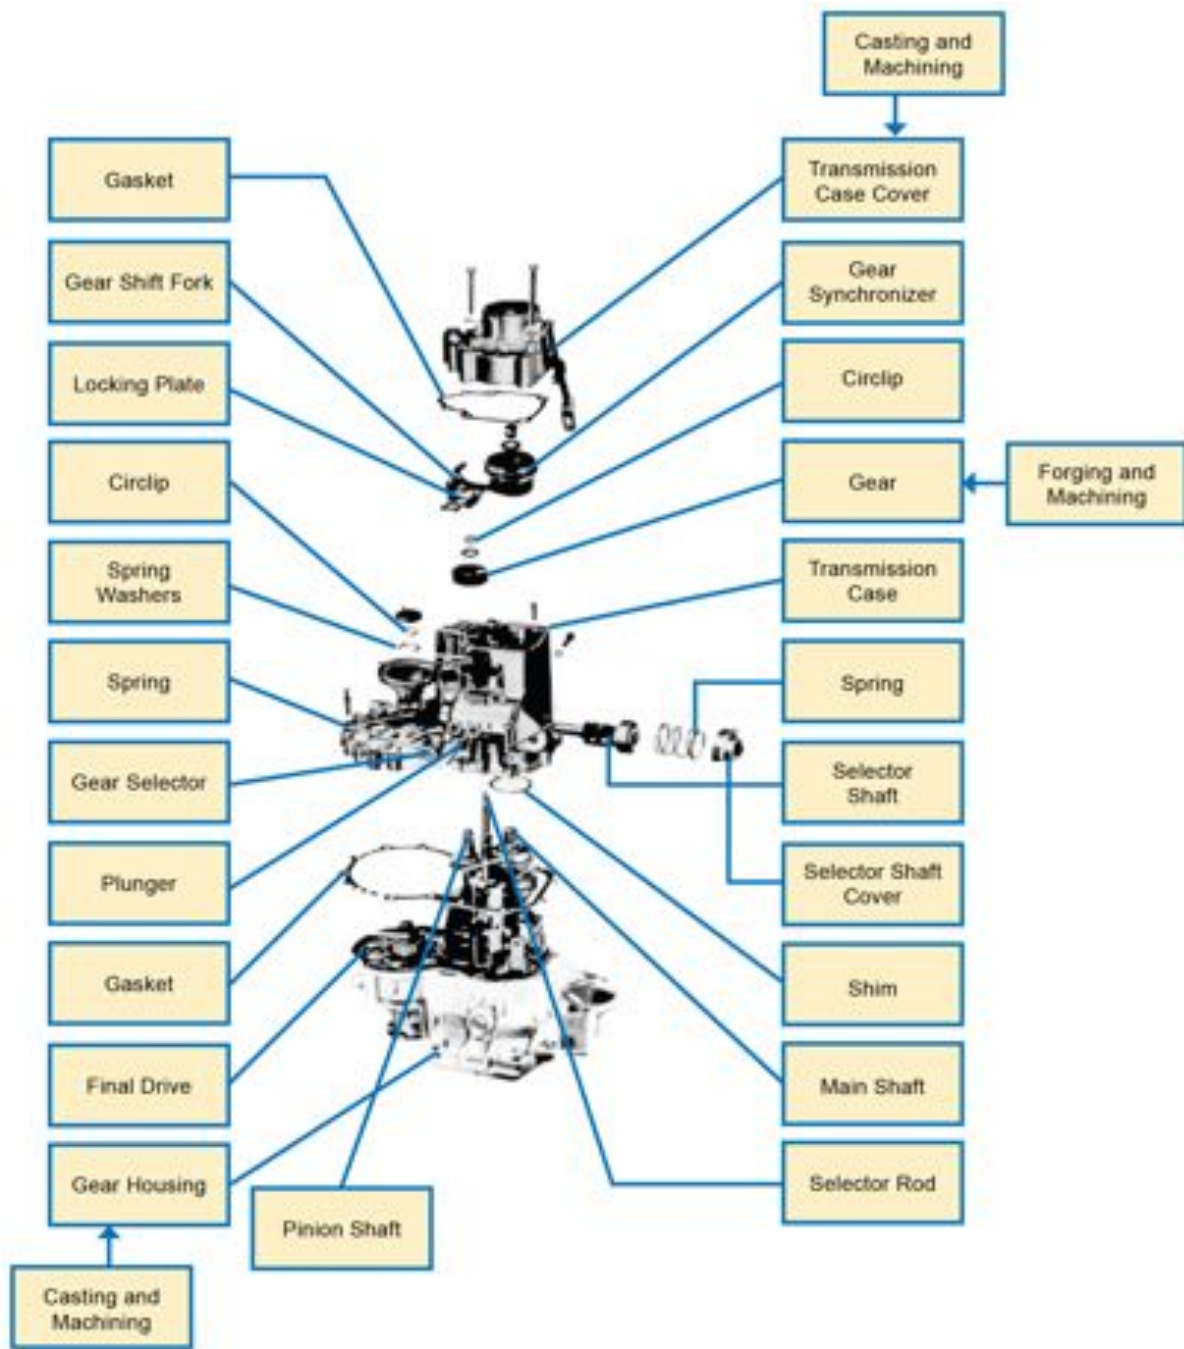 Casting and
Machining
Gasket
Transmission
Case Cover
Gear Shift Fork
Gear
Synchronizer
Locking Plate
Circlip
Circlip
Gear
Forging and
Machining
Spring
Washers
Transmission
Case
Spring
Spring
Gear Selector
Selector
Shaft
Plunger
Selector Shaft
Cover
Gasket
Shim
Final Drive
Main Shaft
Gear Housing
Selector Rod
Pinion Shaft
Casting and
Machining